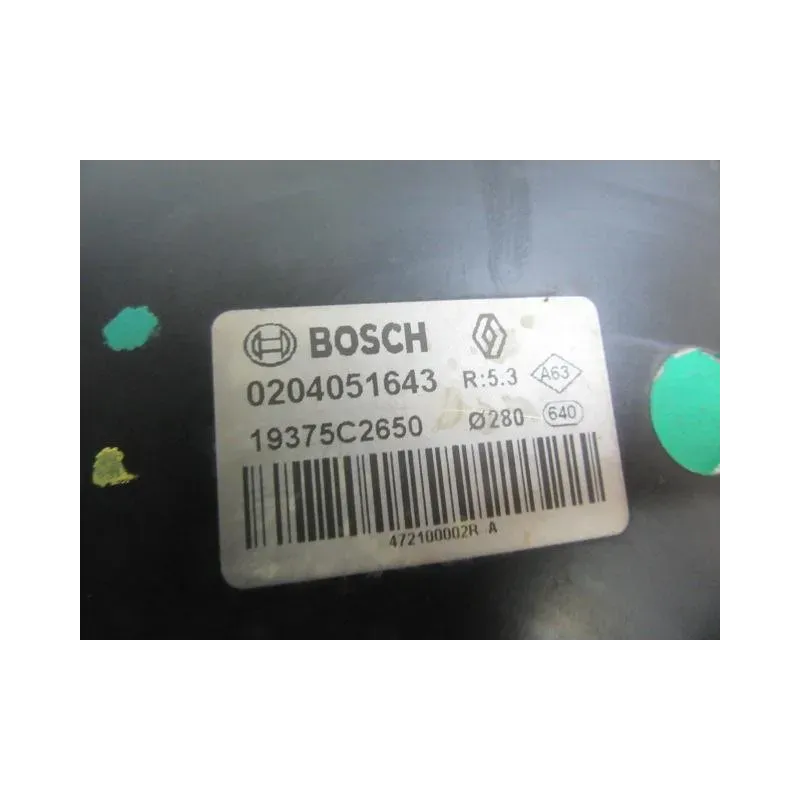 BOSCH
0204051643 R:5.3 A63
19375C2650 Ø280 640
472100002R A